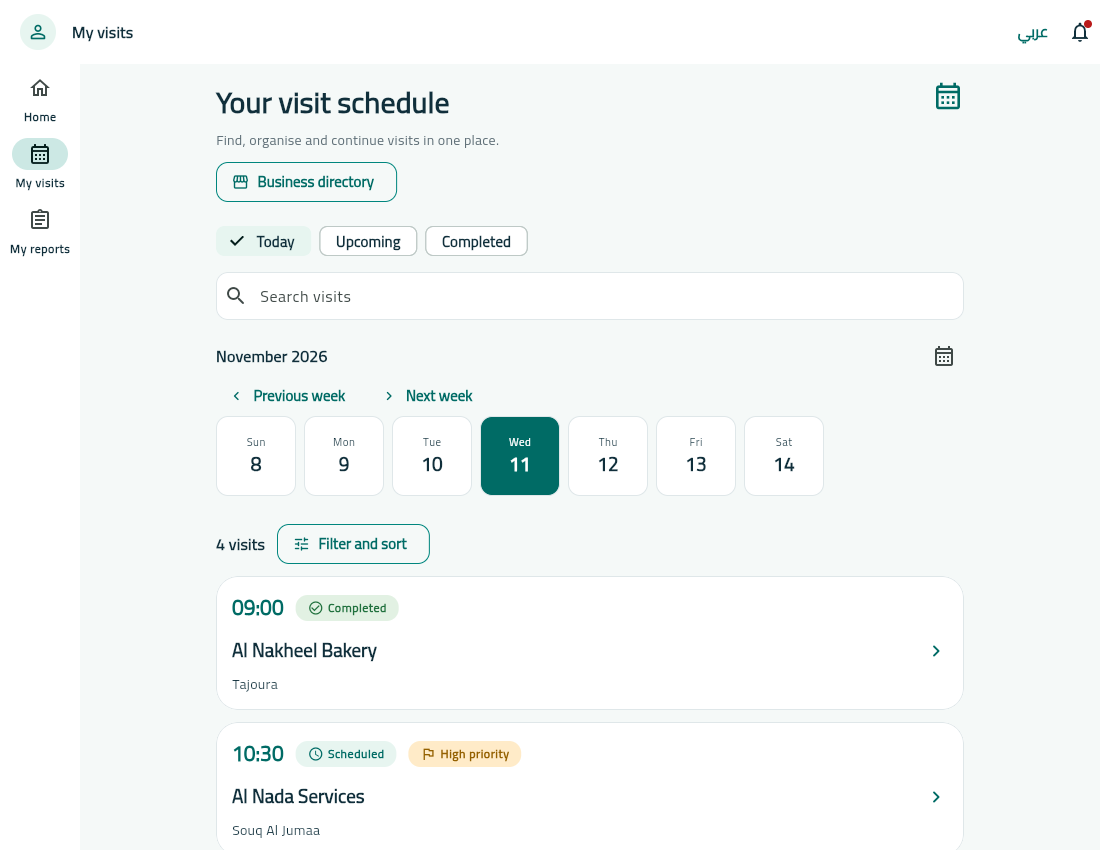 My visits
عربي
Home
My visits
My reports
Your visit schedule
Find, organise and continue visits in one place.
Business directory
Today
Upcoming
Completed
Search visits
November 2026
Previous week
Next week
Sun
8
Mon
9
Tue
10
Wed
11
Thu
12
Fri
13
Sat
14
4 visits
Filter and sort
09:00
Completed
Al Nakheel Bakery
Tajoura
10:30
Scheduled
High priority
Al Nada Services
Souq Al Jumaa